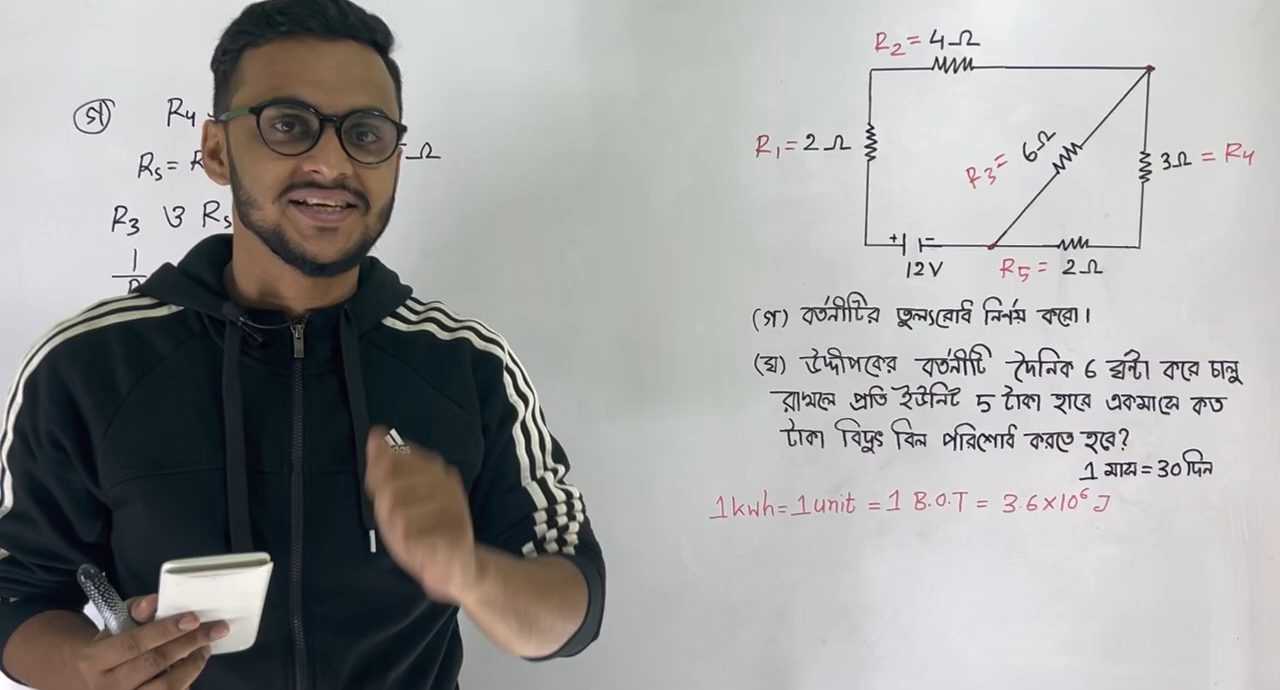 গ
R₄
R₅ = R
Ω
R₃ ও R₅
1
R₂ = 4Ω
R₁ = 2Ω
R₃ = 6Ω
3Ω = R₄
+ -
12V
R₅ = 2Ω
(গ) বর্তনীটির তুল্যরোধ নির্ণয় করো।
(ঘ) উদ্দীপকের বর্তনীটি দৈনিক 6 ঘন্টা করে চালু
রাখলে প্রতি ইউনিট 5 টাকা হারে একমাসে কত
টাকা বিদ্যুৎ বিল পরিশোধ করতে হবে?
1 মাস = 30 দিন
1kwh = 1unit = 1 B.O.T = 3.6×10⁶ J